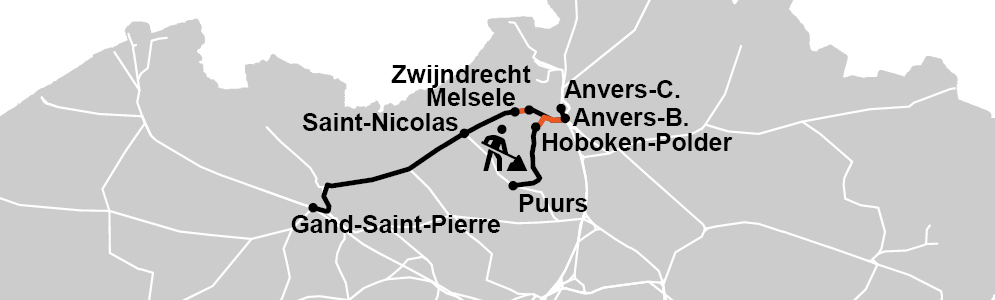 Zwijndrecht
Melsele
Anvers-C.
Saint-Nicolas
Anvers-B.
Hoboken-Polder
Puurs
Gand-Saint-Pierre